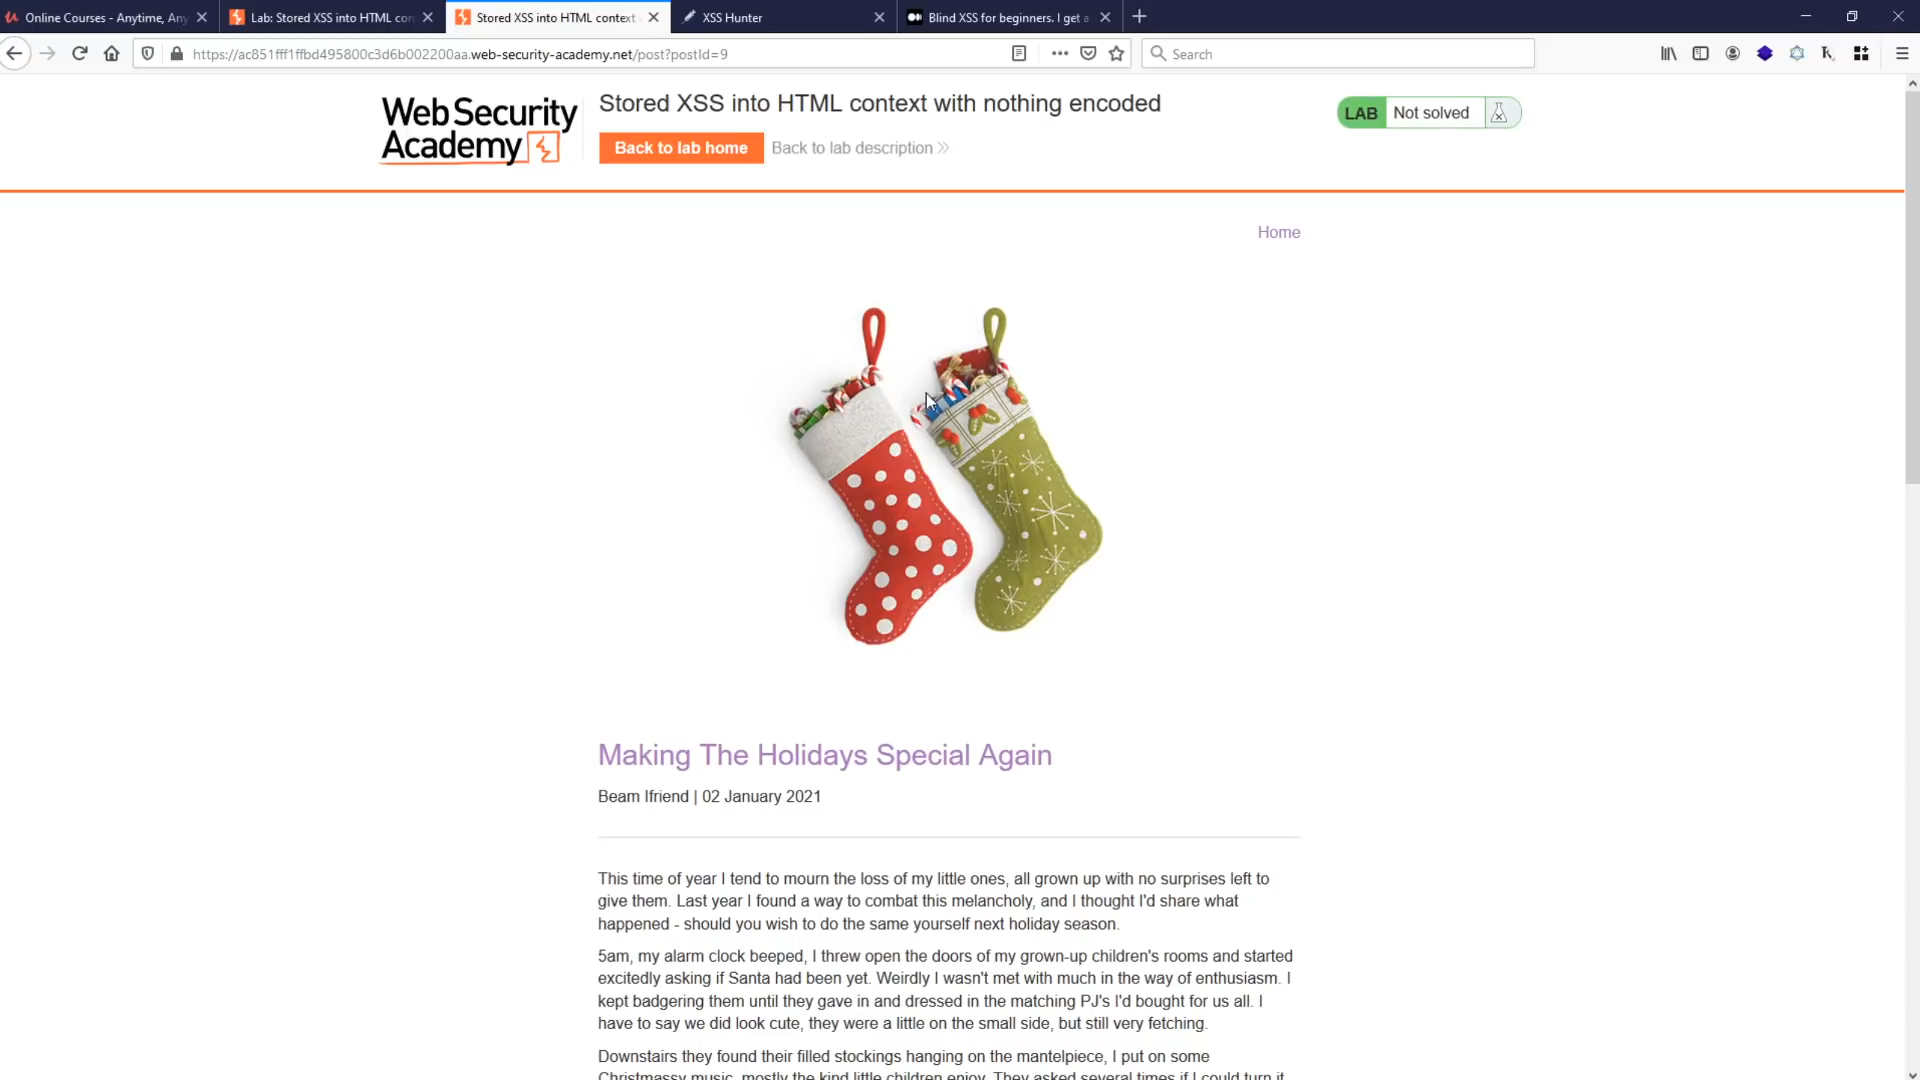 Online Courses - Anytime, Any
Lab: Stored XSS into HTML con
Stored XSS into HTML context
XSS Hunter
Blind XSS for beginners. I get a
https://ac851fff1ffbd495800c3d6b002200aa.web-security-academy.net/post?postId=9
Search
Web Security Academy
Stored XSS into HTML context with nothing encoded
Back to lab home
Back to lab description
LAB Not solved
Home
Making The Holidays Special Again
Beam Ifriend | 02 January 2021
This time of year I tend to mourn the loss of my little ones, all grown up with no surprises left to
give them. Last year I found a way to combat this melancholy, and I thought I'd share what
happened - should you wish to do the same yourself next holiday season.
5am, my alarm clock beeped, I threw open the doors of my grown-up children's rooms and started
excitedly asking if Santa had been yet. Weirdly I wasn't met with much in the way of enthusiasm. I
kept badgering them until they gave in and dressed in the matching PJ's I'd bought for us all. I
have to say we did look cute, they were a little on the small side, but still very fetching.
Downstairs they found their filled stockings hanging on the mantelpiece, I put on some
Christmassy music, mostly the kind little children enjoy. They asked several times if I could turn it